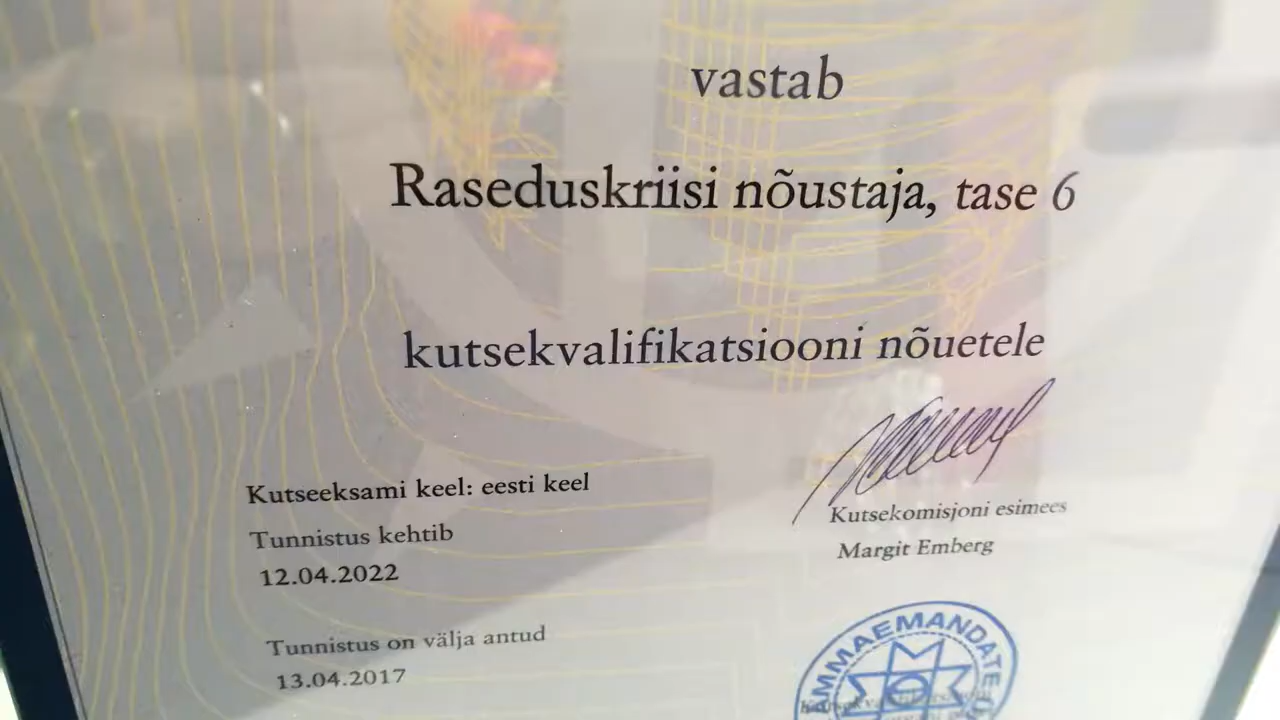 vastab
Raseduskriisi nõustaja, tase 6
kutsekvalifikatsiooni nõuetele
Kutseeksami keel: eesti keel
Tunnistus kehtib
12.04.2022
Kutsekomisjoni esimees
Margit Emberg
Tunnistus on välja antud
13.04.2017